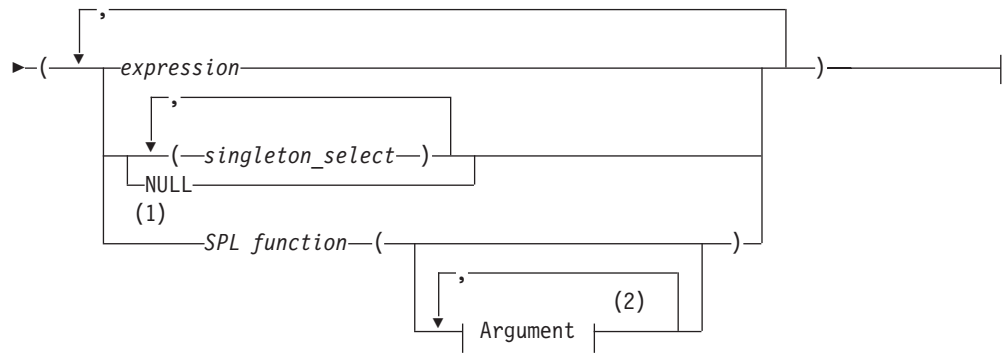 ,
( expression )
,
( singleton_select )
NULL
(1)
SPL function ( )
,
(2)
Argument